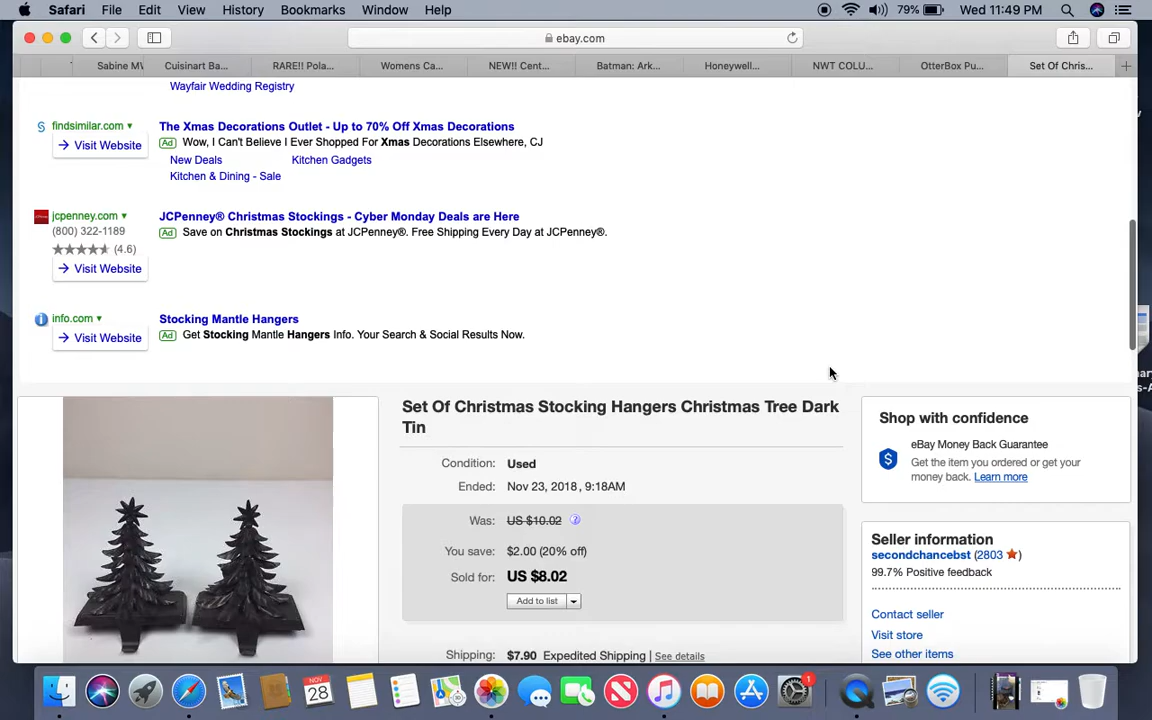 Safari File Edit View History Bookmarks Window Help 79% Wed 11:49 PM
ebay.com
Sabine MV Cuisinart Ba... RARE!! Pola... Womens Ca... NEW!! Cent... Batman: Ark... Honeywell... NWT COLU... OtterBox Pu... Set Of Chris...
Wayfair Wedding Registry
findsimilar.com The Xmas Decorations Outlet - Up to 70% Off Xmas Decorations
Visit Website Ad Wow, I Can't Believe I Ever Shopped For Xmas Decorations Elsewhere, CJ
New Deals Kitchen Gadgets
Kitchen & Dining - Sale
jcpenney.com JCPenney® Christmas Stockings - Cyber Monday Deals are Here
(800) 322-1189 Ad Save on Christmas Stockings at JCPenney®. Free Shipping Every Day at JCPenney®.
(4.6)
Visit Website
info.com Stocking Mantle Hangers
Visit Website Ad Get Stocking Mantle Hangers Info. Your Search & Social Results Now.
Set Of Christmas Stocking Hangers Christmas Tree Dark
Tin
Condition: Used
Ended: Nov 23, 2018 , 9:18AM
Was: US $10.02
You save: $2.00 (20% off)
Sold for: US $8.02
Add to list
Shipping: $7.90 Expedited Shipping | See details
Shop with confidence
eBay Money Back Guarantee
Get the item you ordered or get your
money back. Learn more
Seller information
secondchancebst (2803)
99.7% Positive feedback
Contact seller
Visit store
See other items
NOV
28
1